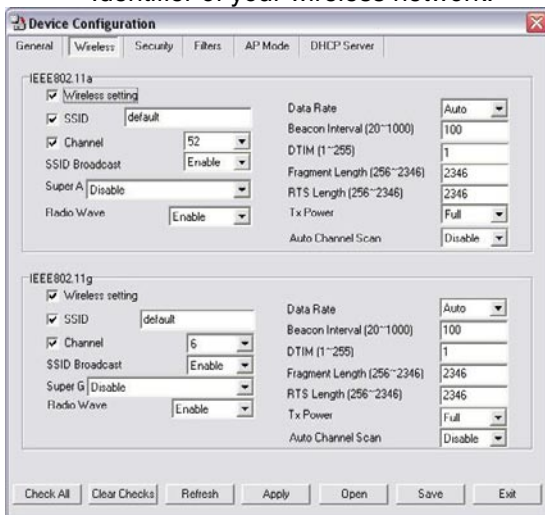 Device Configuration
General Wireless Security Filters AP Mode DHCP Server
IEEE802.11a
Wireless setting
SSID default
Channel 52
SSID Broadcast Enable
Super A Disable
Radio Wave Enable
Data Rate Auto
Beacon Interval (20~1000) 100
DTIM (1~255) 1
Fragment Length (256~2346) 2346
RTS Length (256~2346) 2346
Tx Power Full
Auto Channel Scan Disable
IEEE802.11g
Wireless setting
SSID default
Channel 6
SSID Broadcast Enable
Super G Disable
Radio Wave Enable
Data Rate Auto
Beacon Interval (20~1000) 100
DTIM (1~255) 1
Fragment Length (256~2346) 2346
RTS Length (256~2346) 2346
Tx Power Full
Auto Channel Scan Disable
Check All Clear Checks Refresh Apply Open Save Exit